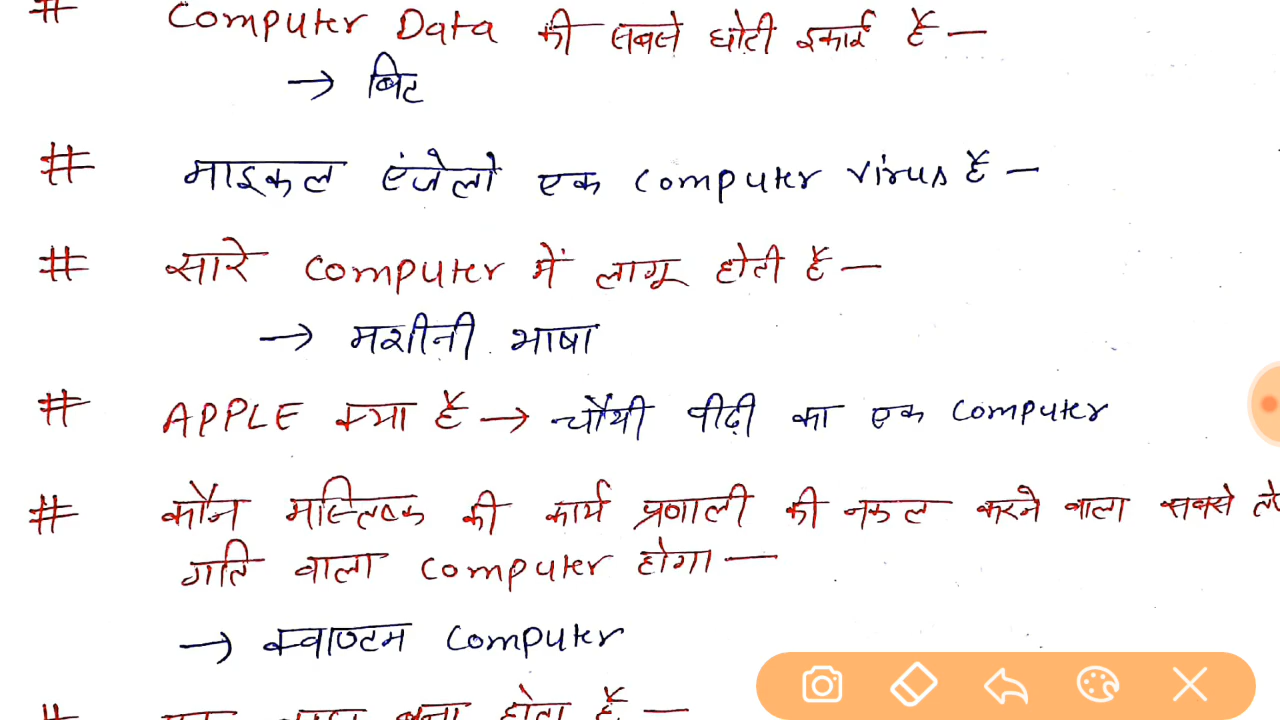 # Computer Data की सबसे छोटी इकाई है —
→ बिट
# माइकल एंजेलो एक Computer virus है —
# सारे Computer में लागू होती है —
→ मशीनी भाषा
# APPLE क्या है → चौथी पीढ़ी का एक Computer
# कौन मस्तिष्क की कार्य प्रणाली की नकल करने वाला सबसे
गति वाला Computer होगा —
→ क्वाण्टम Computer
# बना होता है —